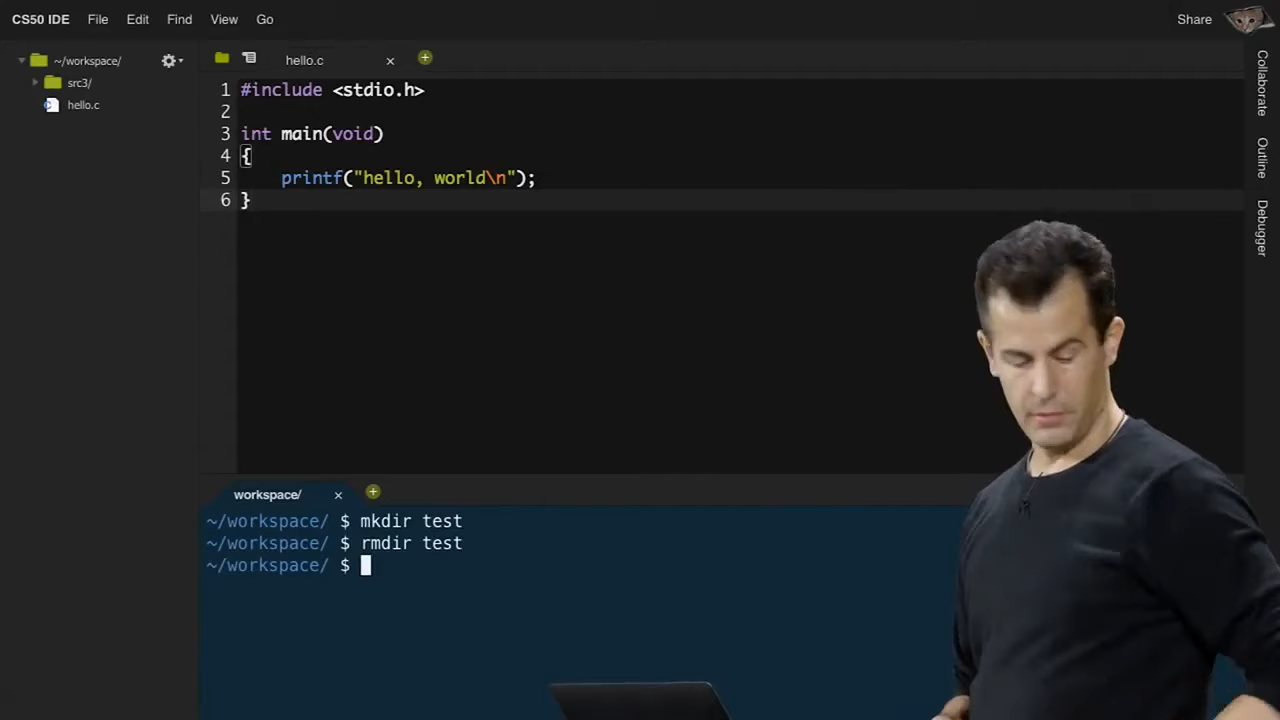 CS50 IDE File Edit Find View Go Share
~/workspace/
src3/
hello.c
hello.c
1 #include <stdio.h>
2
3 int main(void)
4 {
5     printf("hello, world\n");
6 }
Collaborate
Outline
Debugger
workspace/
~/workspace/ $ mkdir test
~/workspace/ $ rmdir test
~/workspace/ $